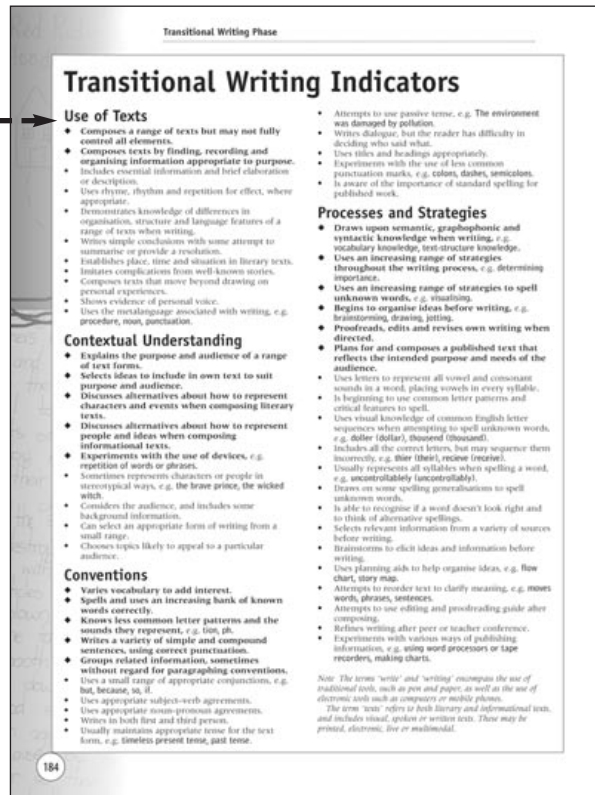 Transitional Writing Phase
Transitional Writing Indicators
Use of Texts
◆ Composes a range of texts but may not fully
control all elements.
◆ Composes texts by finding, recording and
organising information appropriate to purpose.
• Includes essential information and brief elaboration
or description.
• Uses rhyme, rhythm and repetition for effect, where
appropriate.
• Demonstrates knowledge of differences in
organisation, structure and language features of a
range of texts when writing.
• Writes simple conclusions with some attempt to
summarise or provide a resolution.
• Establishes place, time and situation in literary texts.
• Imitates complications from well-known stories.
• Composes texts that move beyond drawing on
personal experiences.
• Shows evidence of personal voice.
• Uses the metalanguage associated with writing, e.g.
procedure, noun, punctuation.
Contextual Understanding
◆ Explains the purpose and audience of a range
of text forms.
◆ Selects ideas to include in own text to suit
purpose and audience.
◆ Discusses alternatives about how to represent
characters and events when composing literary
texts.
◆ Discusses alternatives about how to represent
people and ideas when composing
informational texts.
◆ Experiments with the use of devices, e.g.
repetition of words or phrases.
• Sometimes represents characters or people in
stereotypical ways, e.g. the brave prince, the wicked
witch.
• Considers the audience, and includes some
background information.
• Can select an appropriate form of writing from a
small range.
• Chooses topics likely to appeal to a particular
audience.
Conventions
◆ Varies vocabulary to add interest.
◆ Spells and uses an increasing bank of known
words correctly.
◆ Knows less common letter patterns and the
sounds they represent, e.g. tion, ph.
◆ Writes a variety of simple and compound
sentences, using correct punctuation.
◆ Groups related information, sometimes
without regard for paragraphing conventions.
• Uses a small range of appropriate conjunctions, e.g.
but, because, so, if.
• Uses appropriate subject–verb agreements.
• Uses appropriate noun–pronoun agreements.
• Writes in both first and third person.
• Usually maintains appropriate tense for the text
form, e.g. timeless present tense, past tense.
• Attempts to use passive tense, e.g. The environment
was damaged by pollution.
• Writes dialogue, but the reader has difficulty in
deciding who said what.
• Uses titles and headings appropriately.
• Experiments with the use of less common
punctuation marks, e.g. colons, dashes, semicolons.
• Is aware of the importance of standard spelling for
published work.
Processes and Strategies
◆ Draws upon semantic, graphophonic and
syntactic knowledge when writing, e.g.
vocabulary knowledge, text-structure knowledge.
◆ Uses an increasing range of strategies
throughout the writing process, e.g. determining
importance.
◆ Uses an increasing range of strategies to spell
unknown words, e.g. visualising.
◆ Begins to organise ideas before writing, e.g.
brainstorming, drawing, jotting.
◆ Proofreads, edits and revises own writing when
directed.
◆ Plans for and composes a published text that
reflects the intended purpose and needs of the
audience.
• Uses letters to represent all vowel and consonant
sounds in a word, placing vowels in every syllable.
• Is beginning to use common letter patterns and
critical features to spell.
• Uses visual knowledge of common English letter
sequences when attempting to spell unknown words,
e.g. doller (dollar), thousend (thousand).
• Includes all the correct letters, but may sequence them
incorrectly, e.g. thier (their), recieve (receive).
• Usually represents all syllables when spelling a word,
e.g. uncontrollablely (uncontrollably).
• Draws on some spelling generalisations to spell
unknown words.
• Is able to recognise if a word doesn't look right and
to think of alternative spellings.
• Selects relevant information from a variety of sources
before writing.
• Brainstorms to elicit ideas and information before
writing.
• Uses planning aids to help organise ideas, e.g. flow
chart, story map.
• Attempts to reorder text to clarify meaning, e.g. moves
words, phrases, sentences.
• Attempts to use editing and proofreading guide after
composing.
• Refines writing after peer or teacher conference.
• Experiments with various ways of publishing
information, e.g. using word processors or tape
recorders, making charts.
Note The terms 'write' and 'writing' encompass the use of
traditional tools, such as pen and paper, as well as the use of
electronic tools such as computers or mobile phones.
The term 'texts' refers to both literary and informational texts,
and includes visual, spoken or written texts. These may be
printed, electronic, live or multimodal.
184